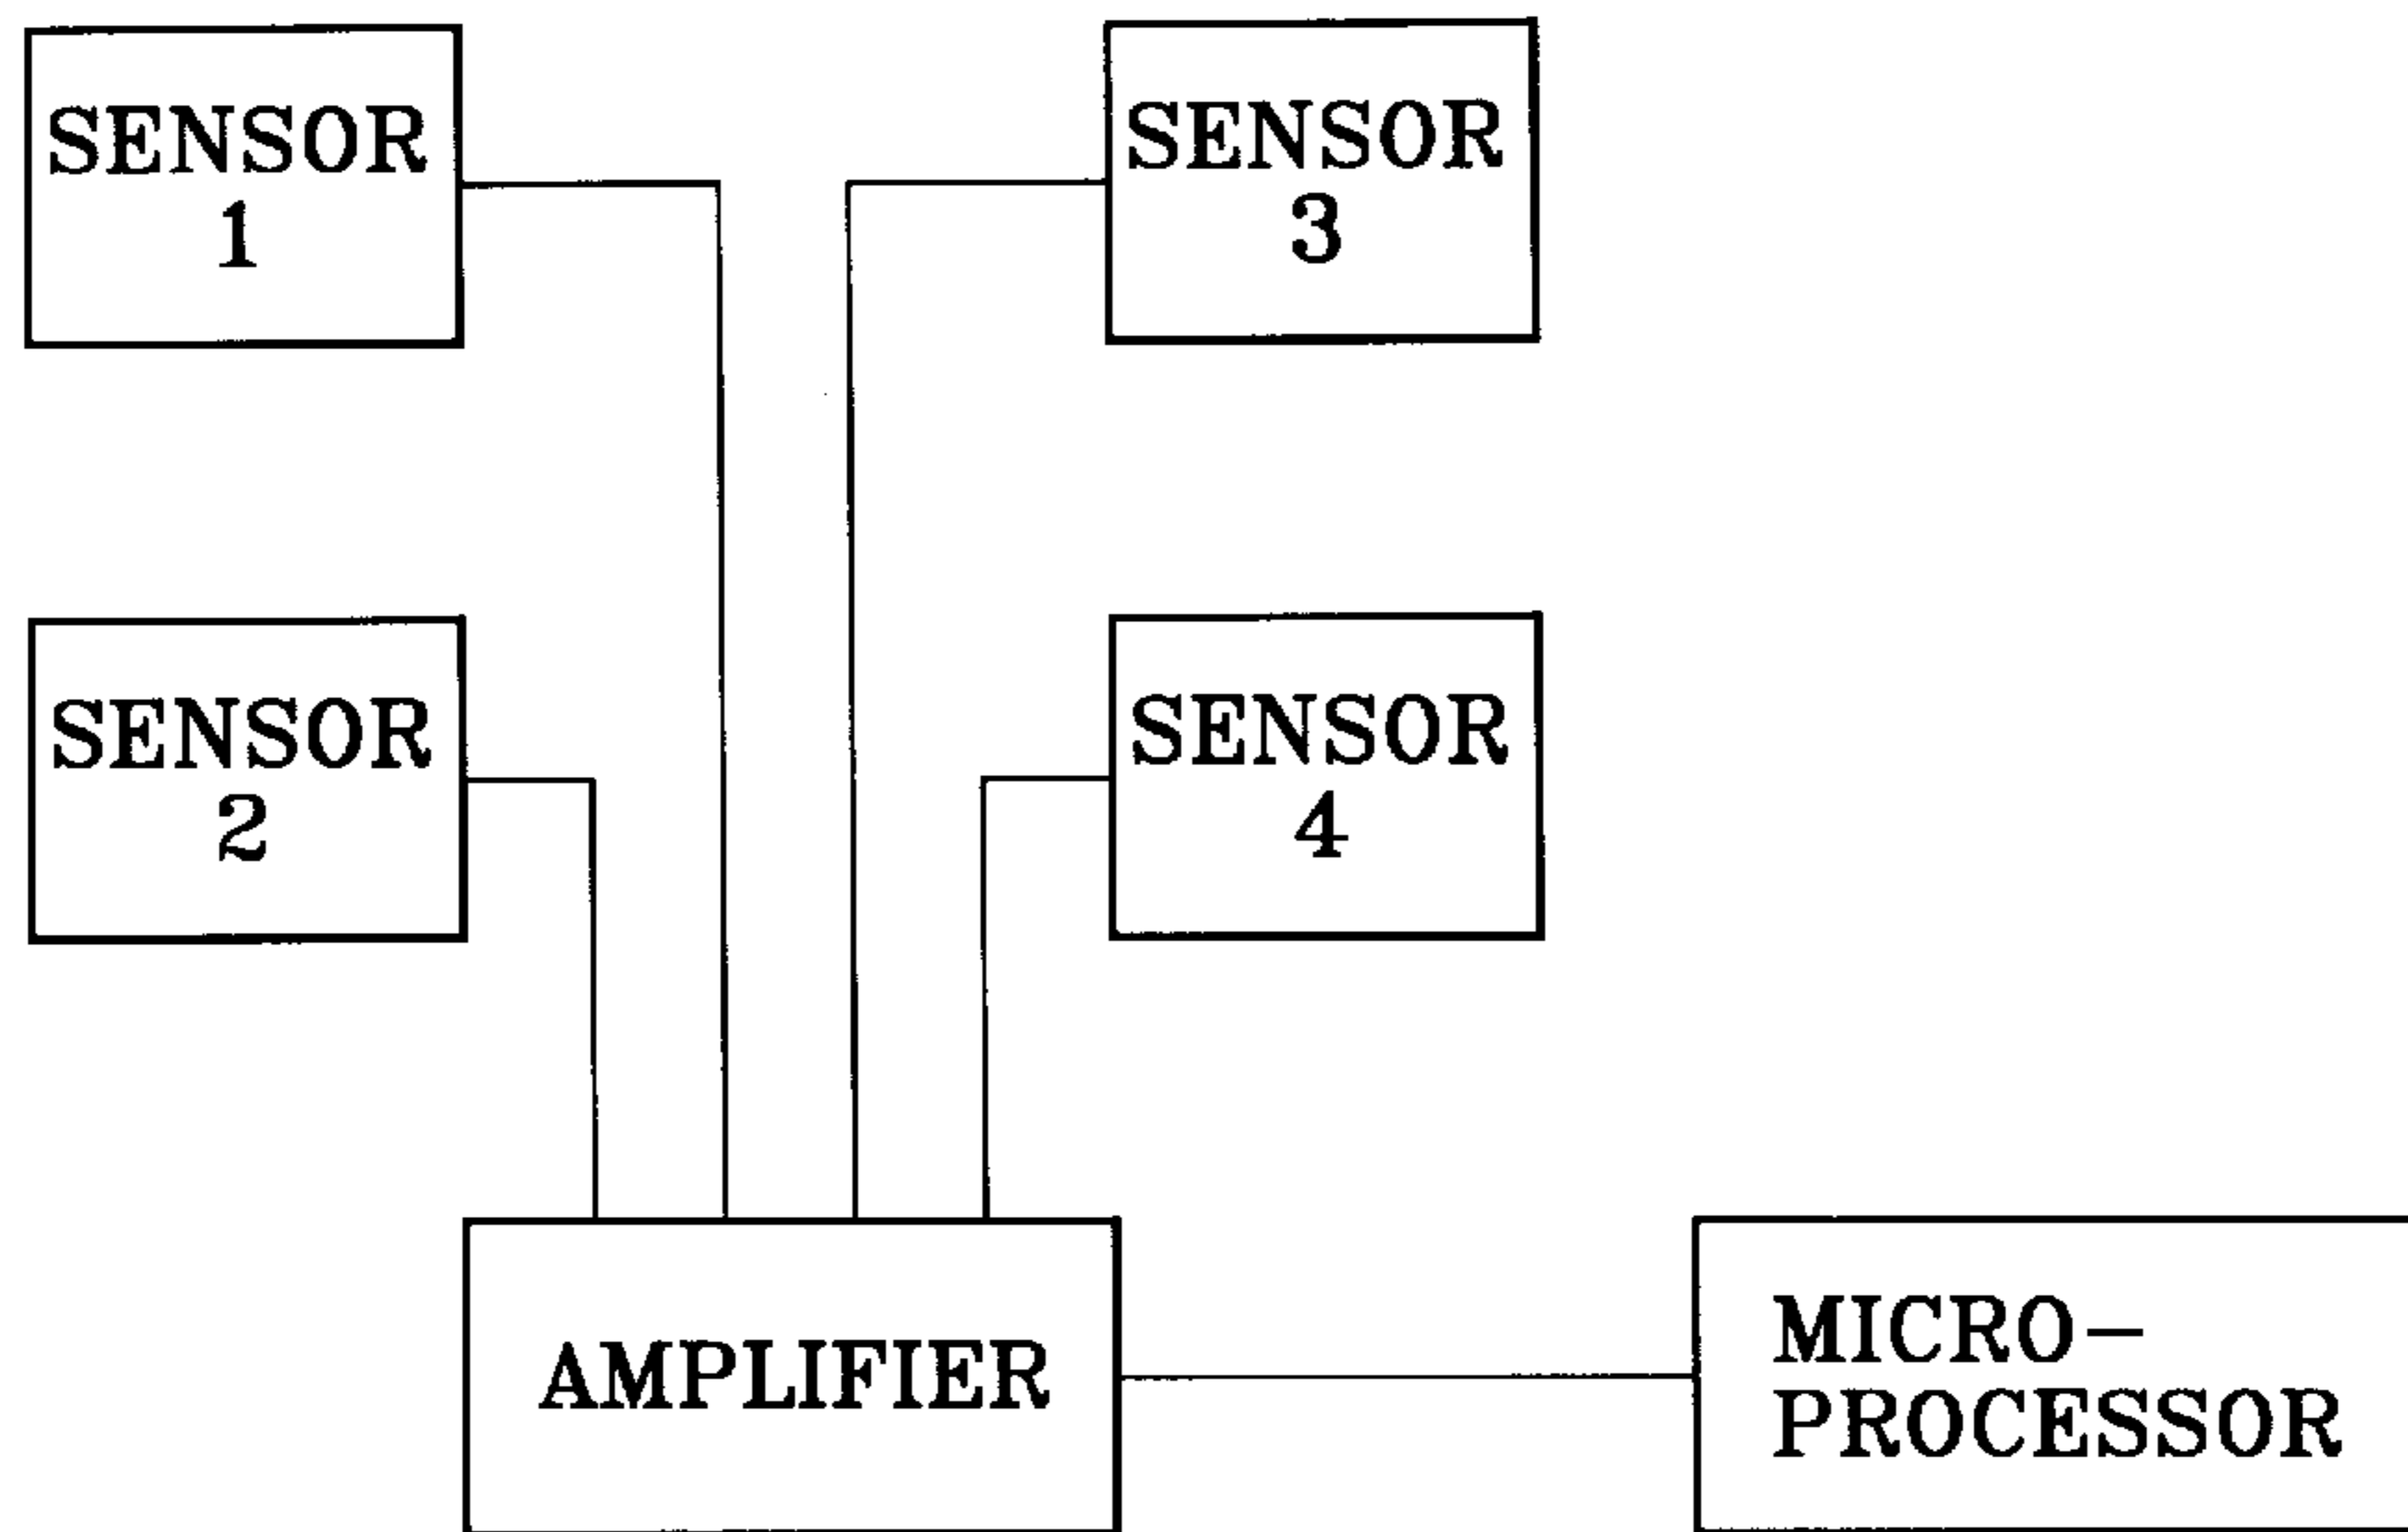 SENSOR
1
SENSOR
3
SENSOR
2
SENSOR
4
AMPLIFIER
MICRO-
PROCESSOR